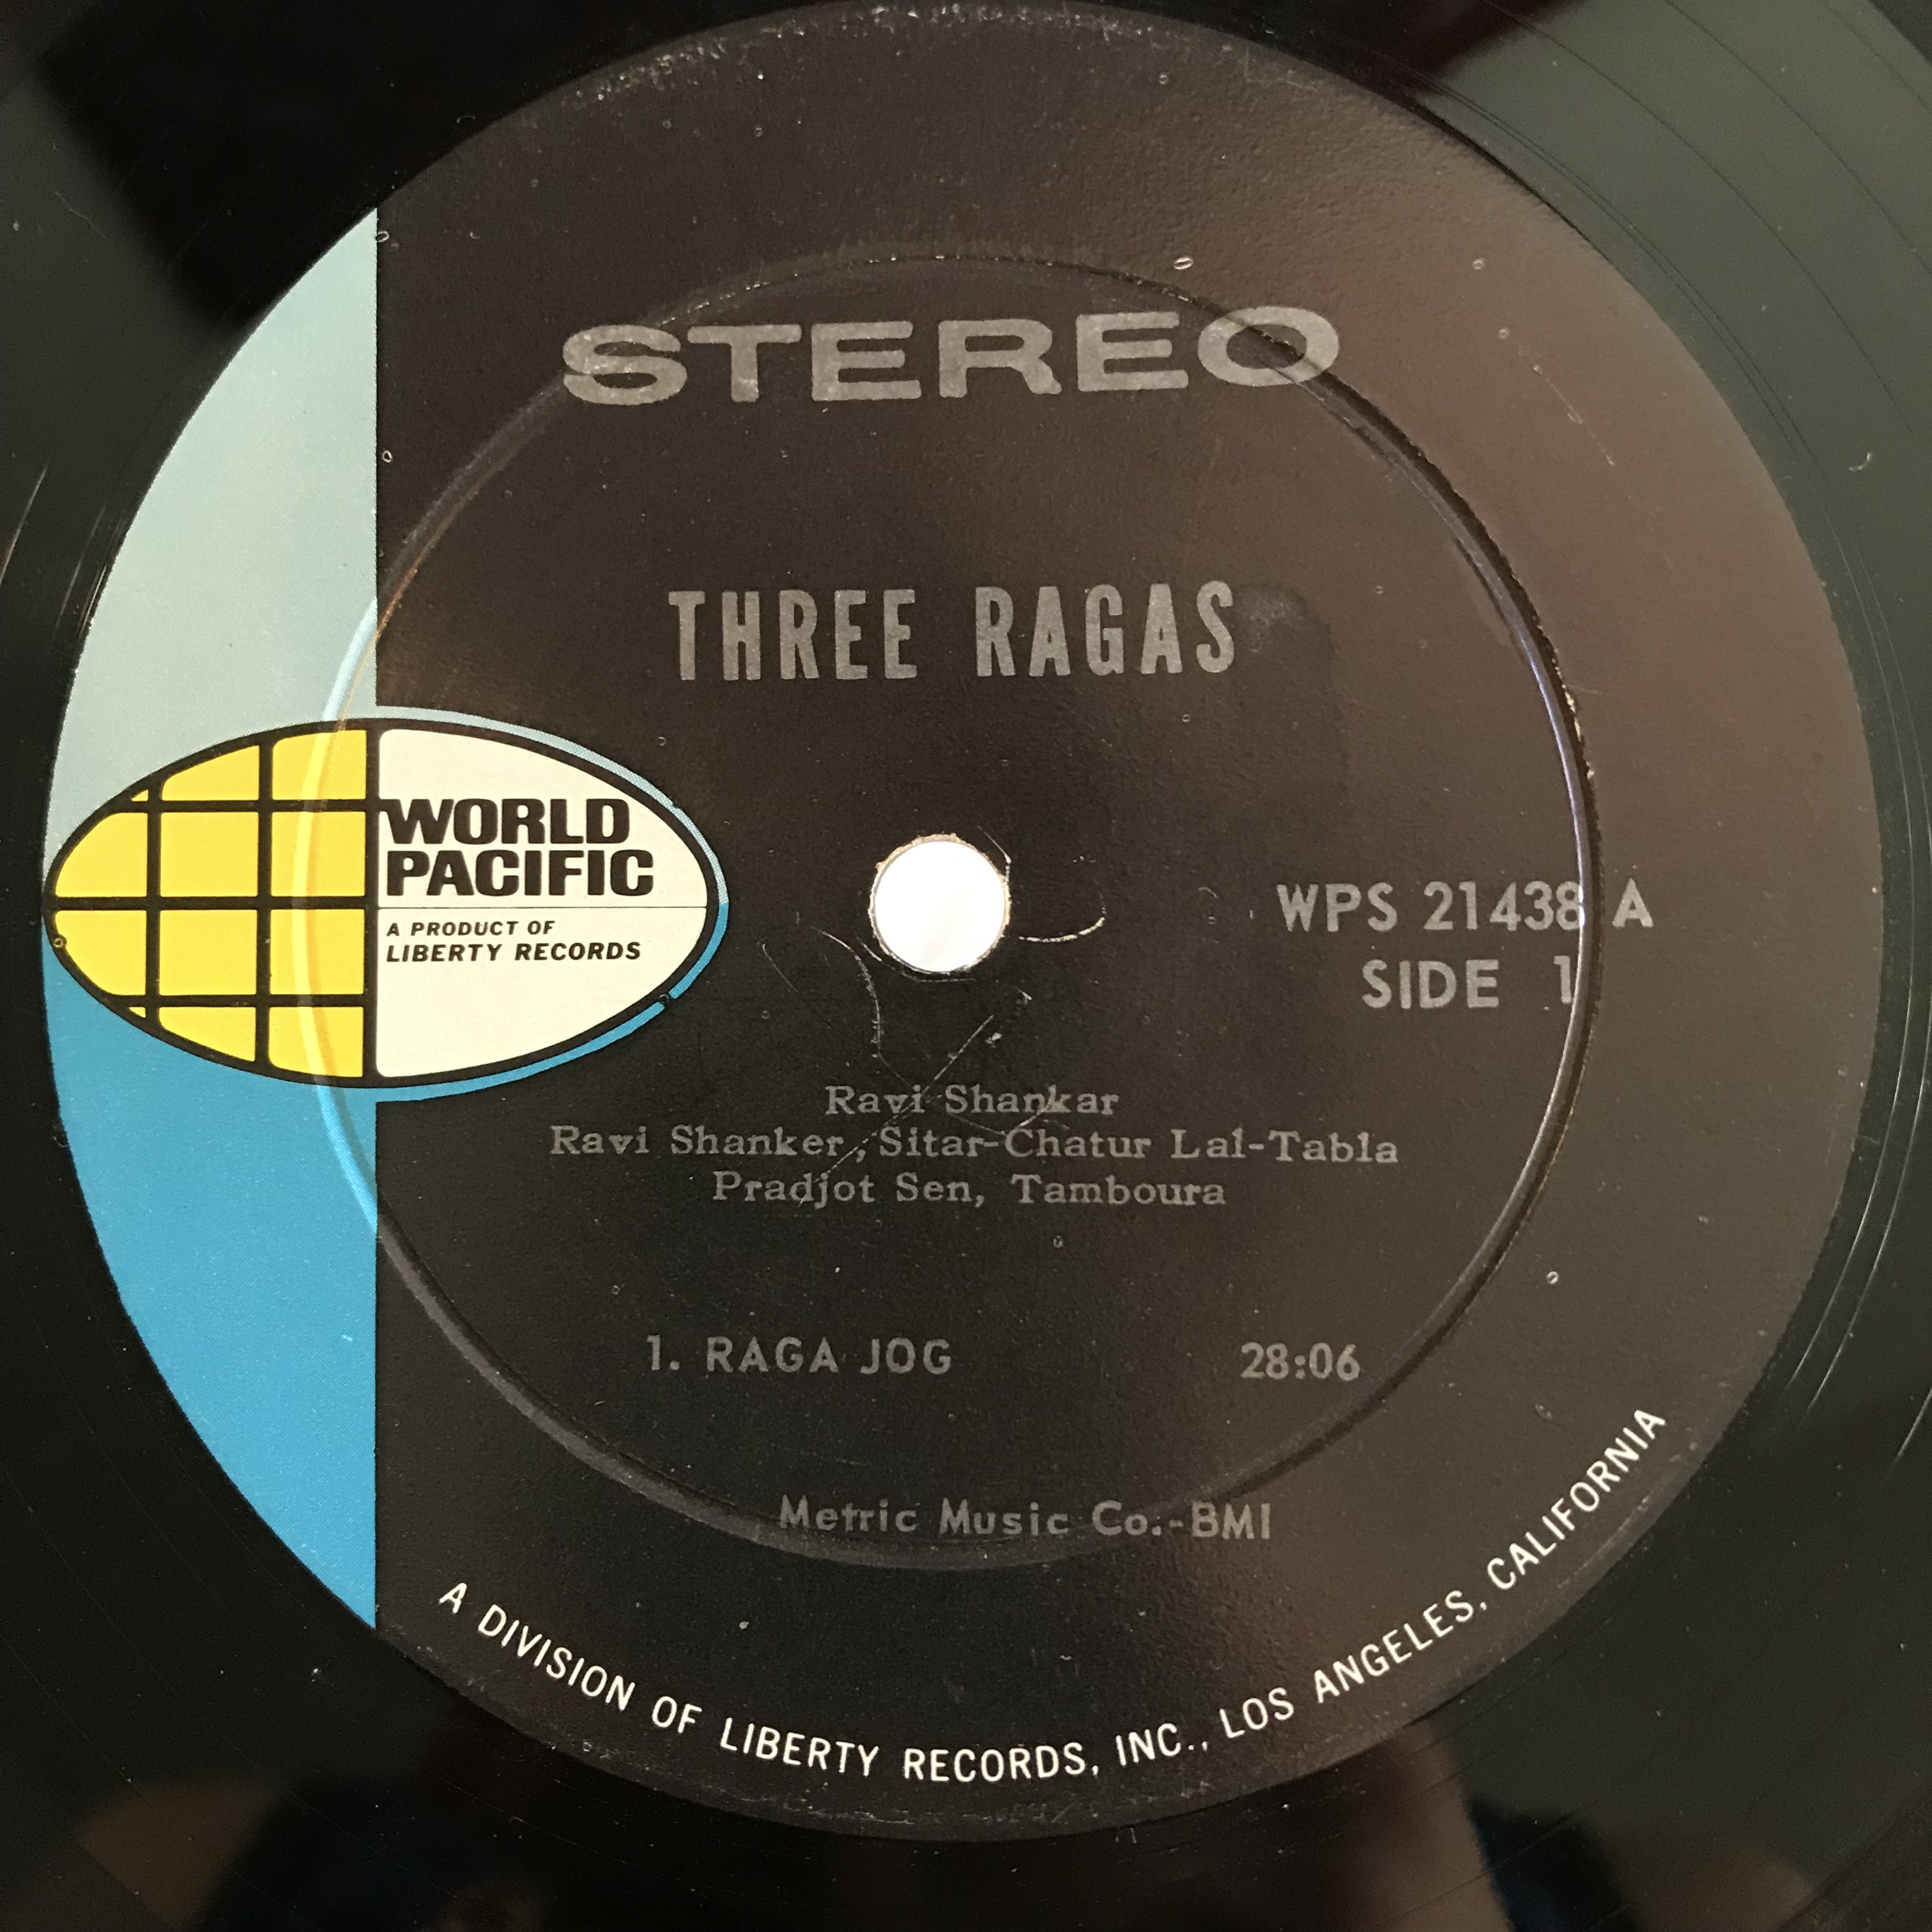 STEREO
THREE RAGAS
WORLD
PACIFIC
A PRODUCT OF
LIBERTY RECORDS
WPS 21438 A
SIDE 1
Ravi Shankar
Ravi Shanker, Sitar-Chatur Lal-Tabla
Pradjot Sen, Tamboura
1. RAGA JOG 28:06
Metric Music Co.-BMI
A DIVISION OF LIBERTY RECORDS, INC., LOS ANGELES, CALIFORNIA